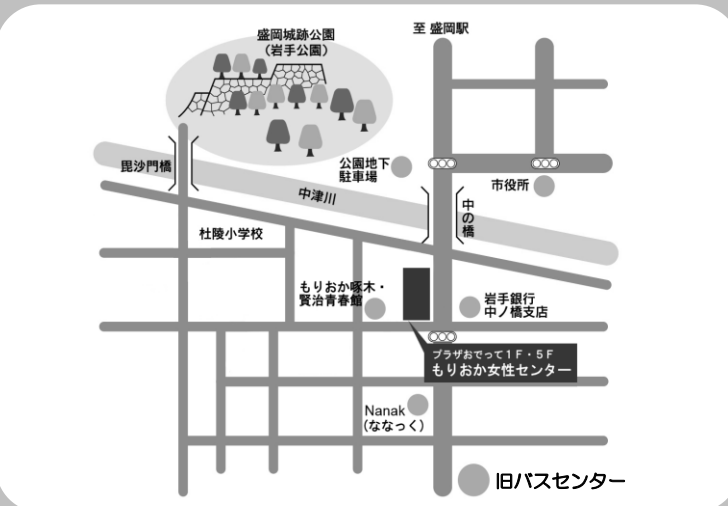 至 盛岡駅
盛岡城跡公園
（岩手公園）
毘沙門橋
公園地下
駐車場
市役所
中津川
中の橋
杜陵小学校
もりおか啄木・
賢治青春館
岩手銀行
中ノ橋支店
プラザおでって１Ｆ・５Ｆ
もりおか女性センター
Nanak
（ななっく）
旧バスセンター